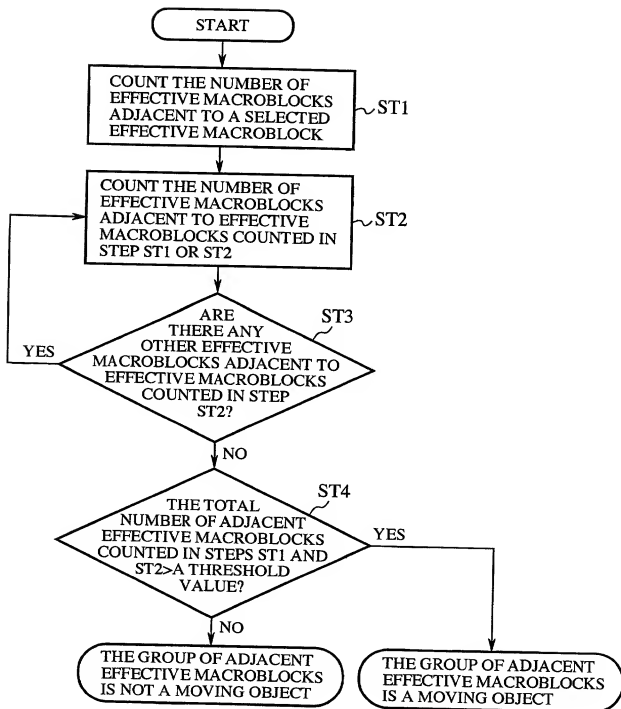 START
COUNT THE NUMBER OF
EFFECTIVE MACROBLOCKS
ADJACENT TO A SELECTED
EFFECTIVE MACROBLOCK
ST1
COUNT THE NUMBER OF
EFFECTIVE MACROBLOCKS
ADJACENT TO EFFECTIVE
MACROBLOCKS COUNTED IN
STEP ST1 OR ST2
ST2
ARE
THERE ANY
OTHER EFFECTIVE
MACROBLOCKS ADJACENT TO
EFFECTIVE MACROBLOCKS
COUNTED IN STEP
ST2?
ST3
YES
NO
THE TOTAL
NUMBER OF ADJACENT
EFFECTIVE MACROBLOCKS
COUNTED IN STEPS ST1 AND
ST2>A THRESHOLD
VALUE?
ST4
YES
NO
THE GROUP OF ADJACENT
EFFECTIVE MACROBLOCKS
IS NOT A MOVING OBJECT
THE GROUP OF ADJACENT
EFFECTIVE MACROBLOCKS
IS A MOVING OBJECT